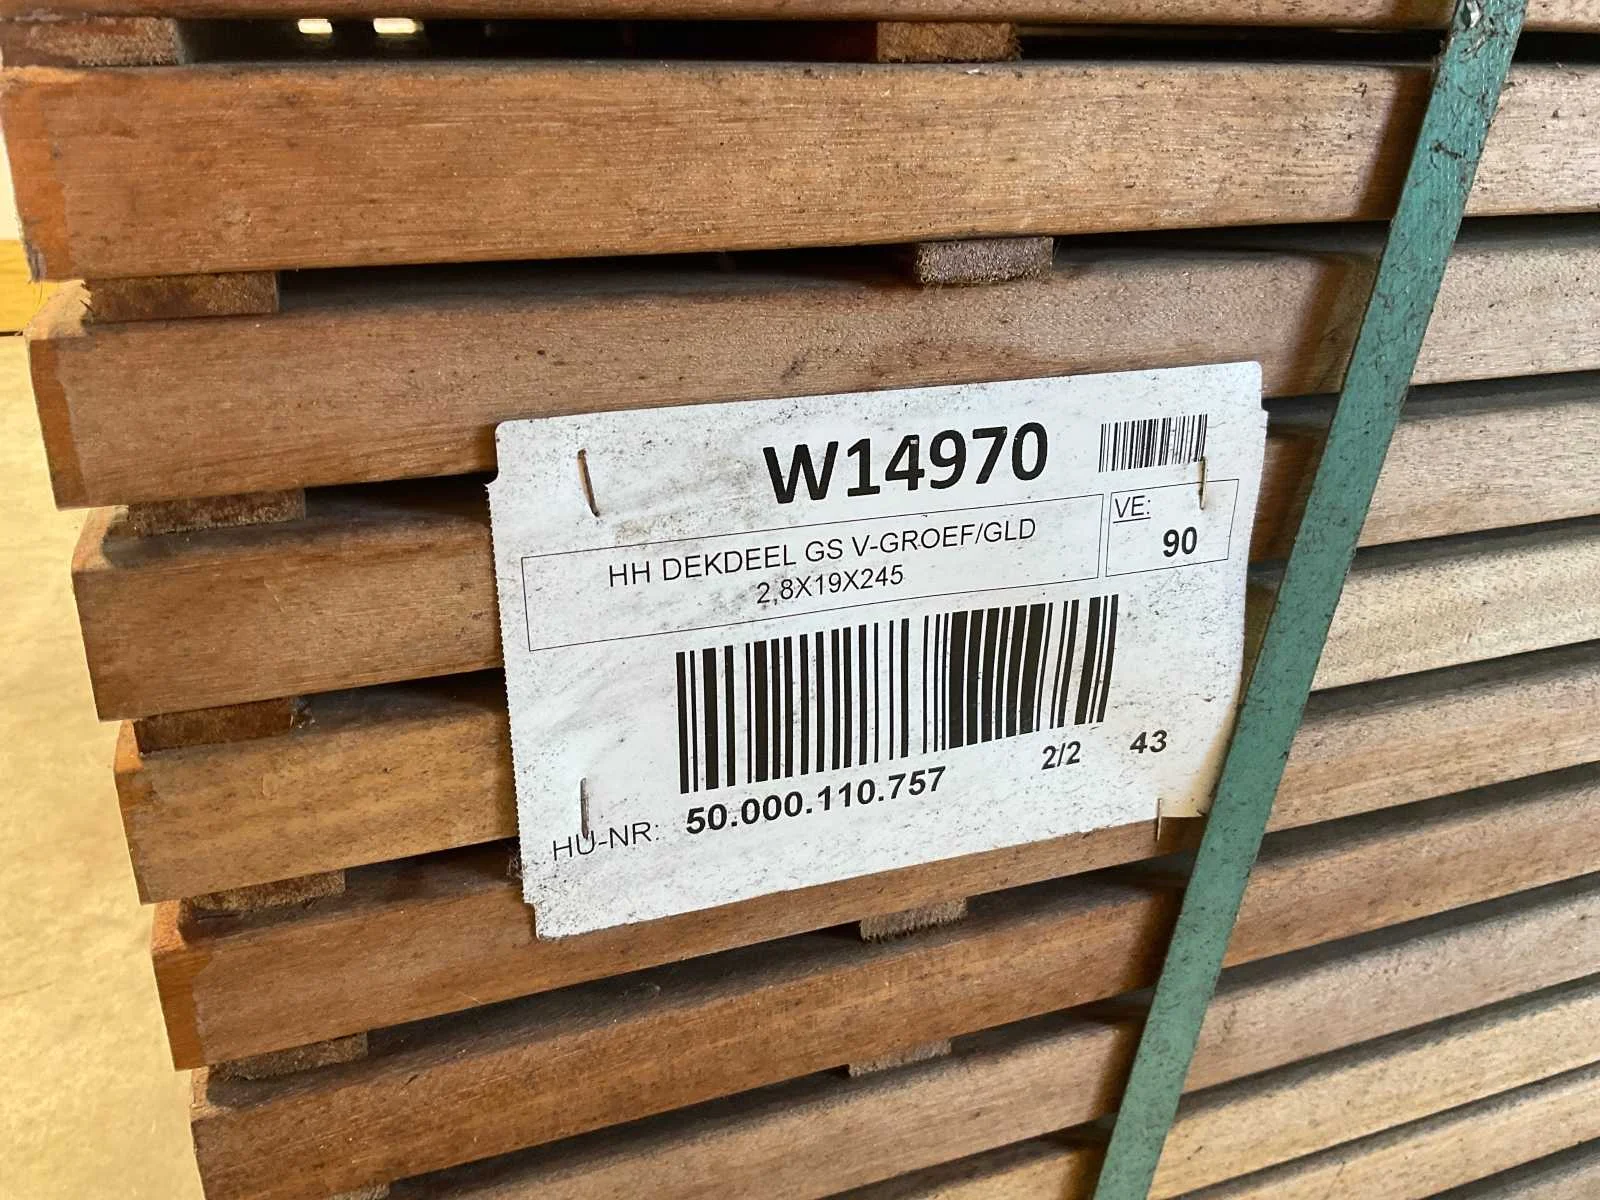 W14970
HH DEKDEEL GS V-GROEF/GLD
2,8X19X245
VE:
90
HU-NR: 50.000.110.757
2/2 43